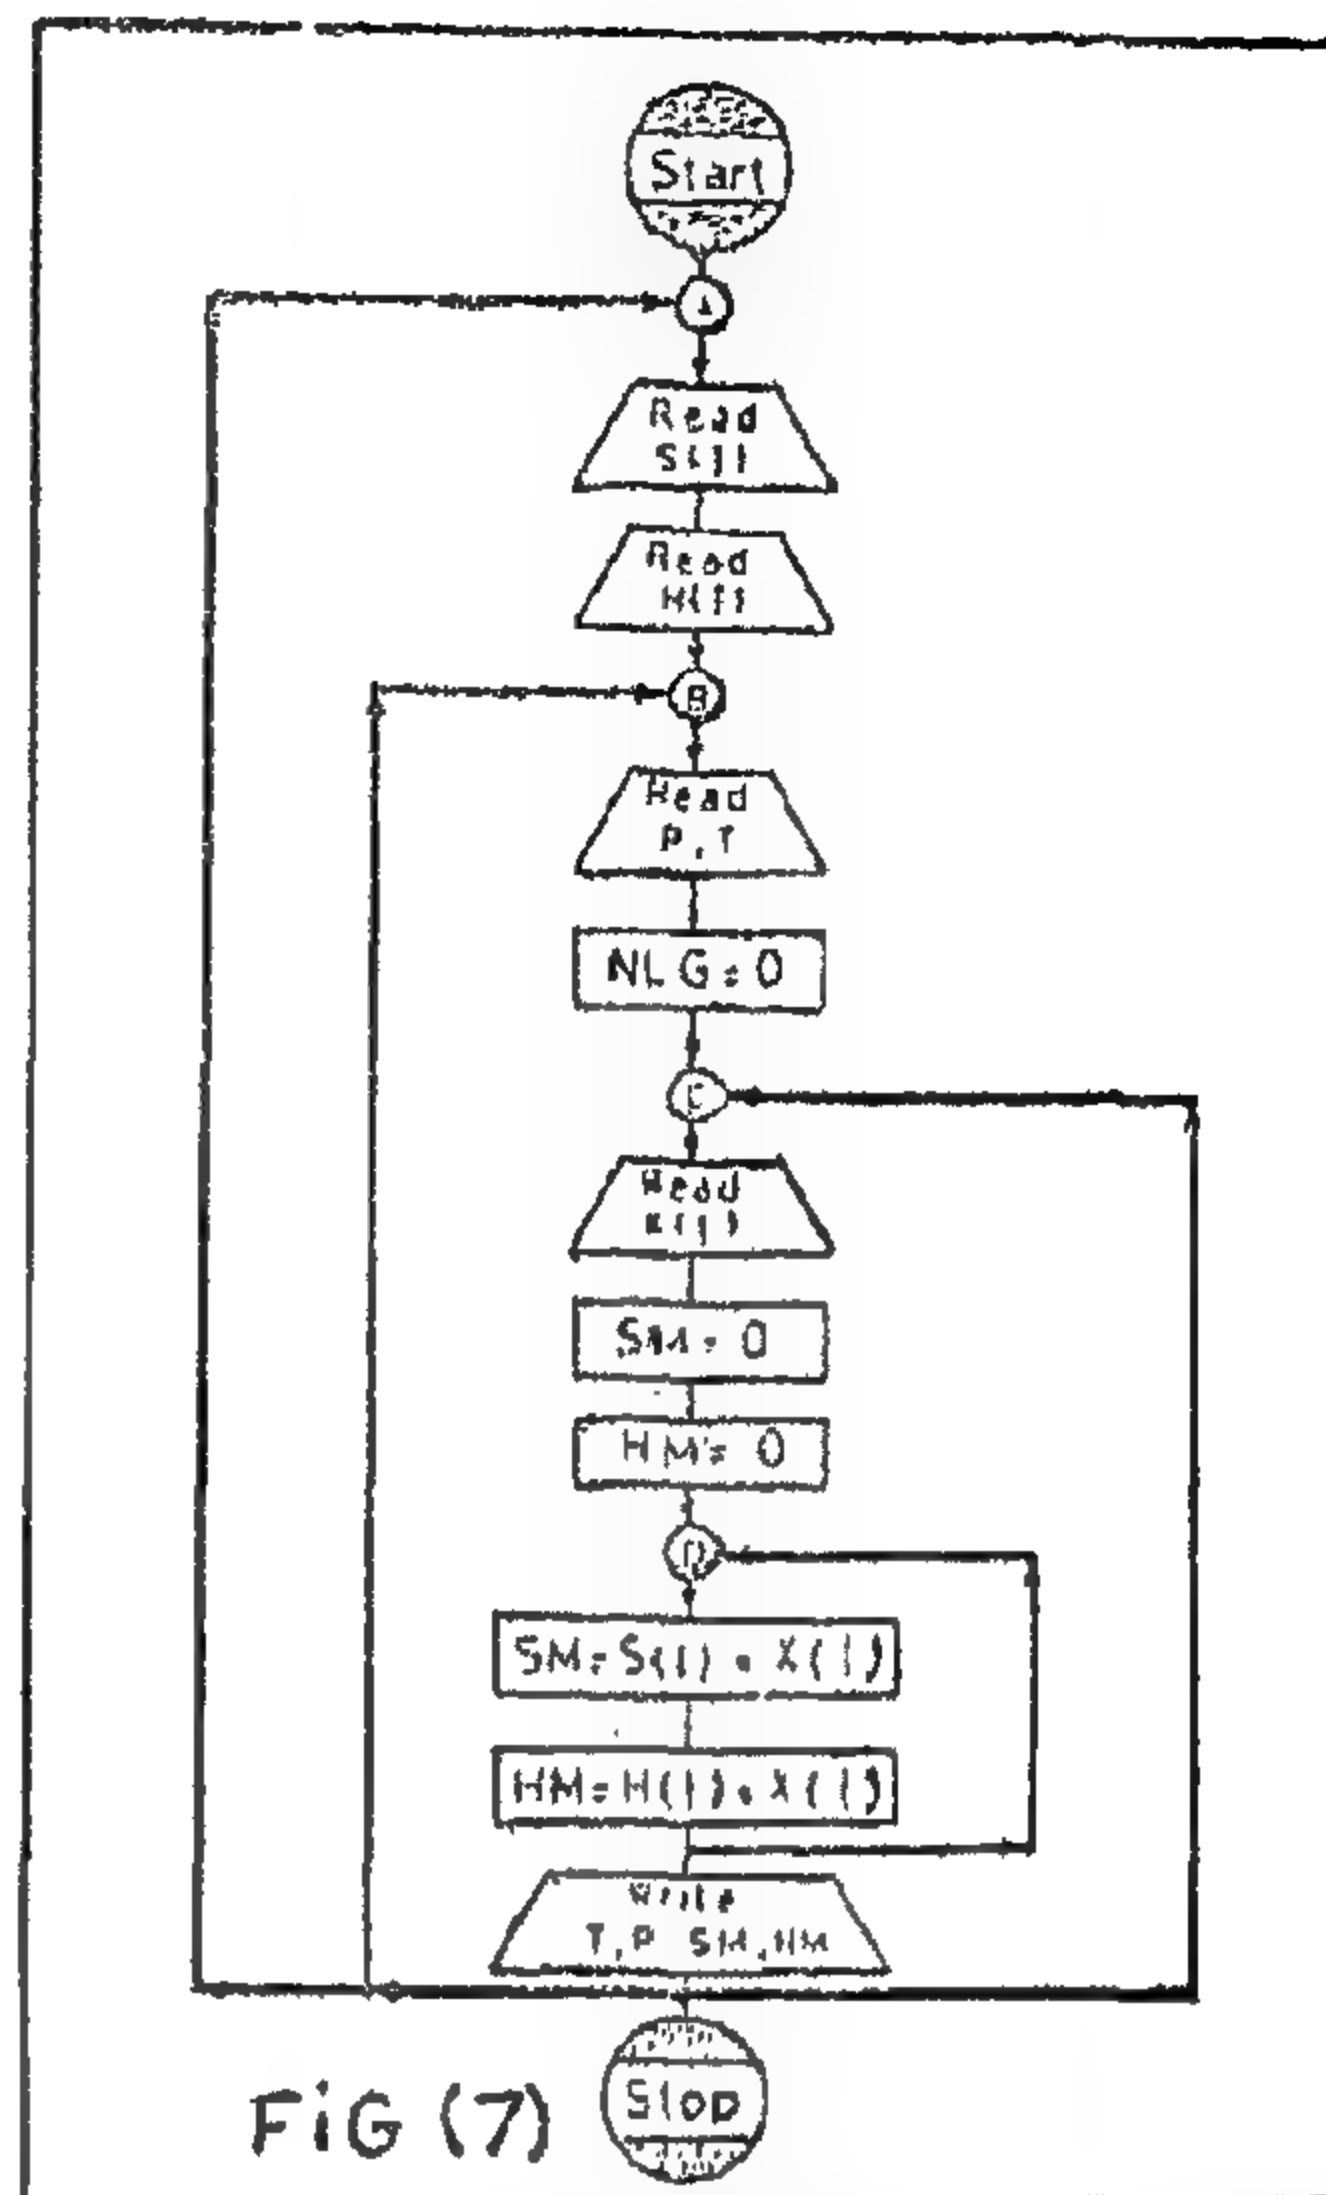 Start
A
Read
S(I)
Read
H(I)
B
Read
P,T
NLG=0
C
Read
SM=0
HM=0
D
SM=S(I)*X(I)
HM=H(I)*X(I)
Write
T,P SM,HM
Stop
FiG (7)